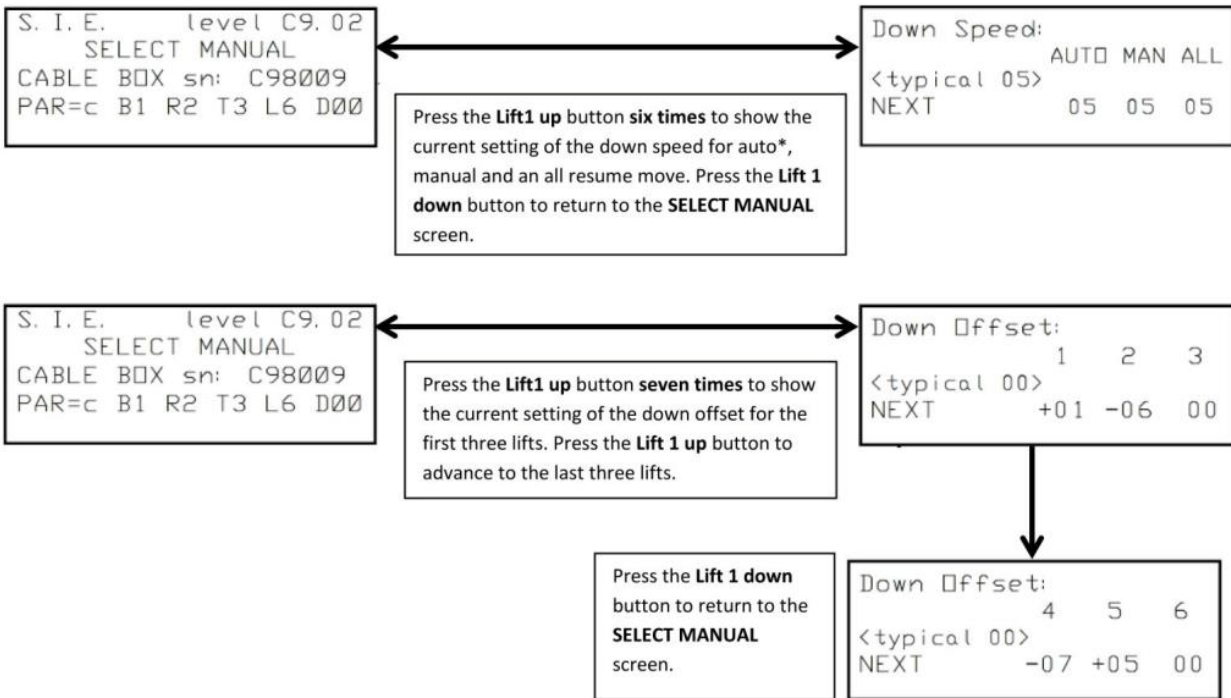 S. I. E. level C9.02
SELECT MANUAL
CABLE BOX sn: C98009
PAR=c B1 R2 T3 L6 D00
Down Speed:
AUTO MAN ALL
<typical 05>
NEXT 05 05 05
Press the Lift1 up button six times to show the
current setting of the down speed for auto*,
manual and an all resume move. Press the Lift 1
down button to return to the SELECT MANUAL
screen.
S. I. E. level C9.02
SELECT MANUAL
CABLE BOX sn: C98009
PAR=c B1 R2 T3 L6 D00
Down Offset:
1 2 3
<typical 00>
NEXT +01 -06 00
Press the Lift1 up button seven times to show
the current setting of the down offset for the
first three lifts. Press the Lift 1 up button to
advance to the last three lifts.
Press the Lift 1 down
button to return to the
SELECT MANUAL
screen.
Down Offset:
4 5 6
<typical 00>
NEXT -07 +05 00